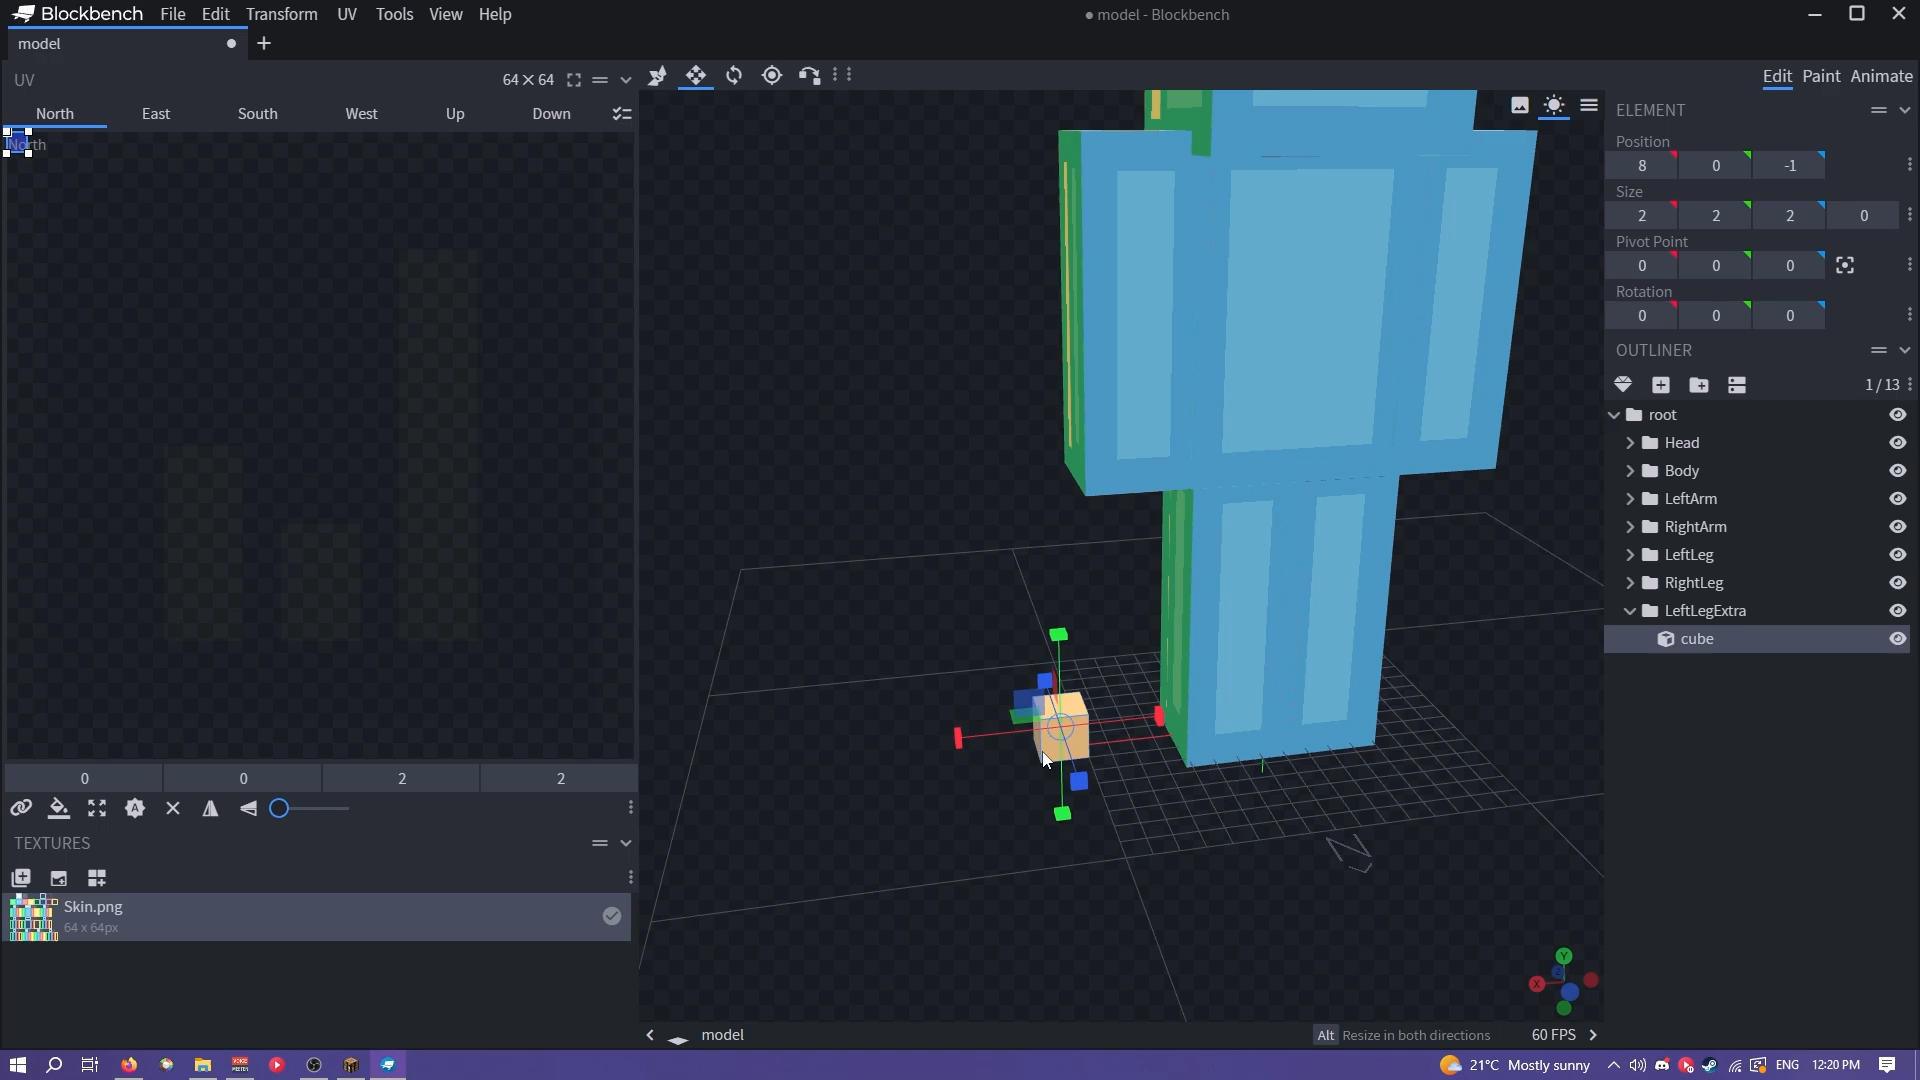 Blockbench File Edit Transform UV Tools View Help
model - Blockbench
model
UV 64×64
North East South West Up Down
North
Edit Paint Animate
ELEMENT
Position
8 0 -1
Size
2 2 2 0
Pivot Point
0 0 0
Rotation
0 0 0
OUTLINER
1 / 13
root
Head
Body
LeftArm
RightArm
LeftLeg
RightLeg
LeftLegExtra
cube
0 0 2 2
TEXTURES
Skin.png
64 x 64px
X Y Z
model
Alt Resize in both directions 60 FPS
21°C Mostly sunny ENG 12:20 PM